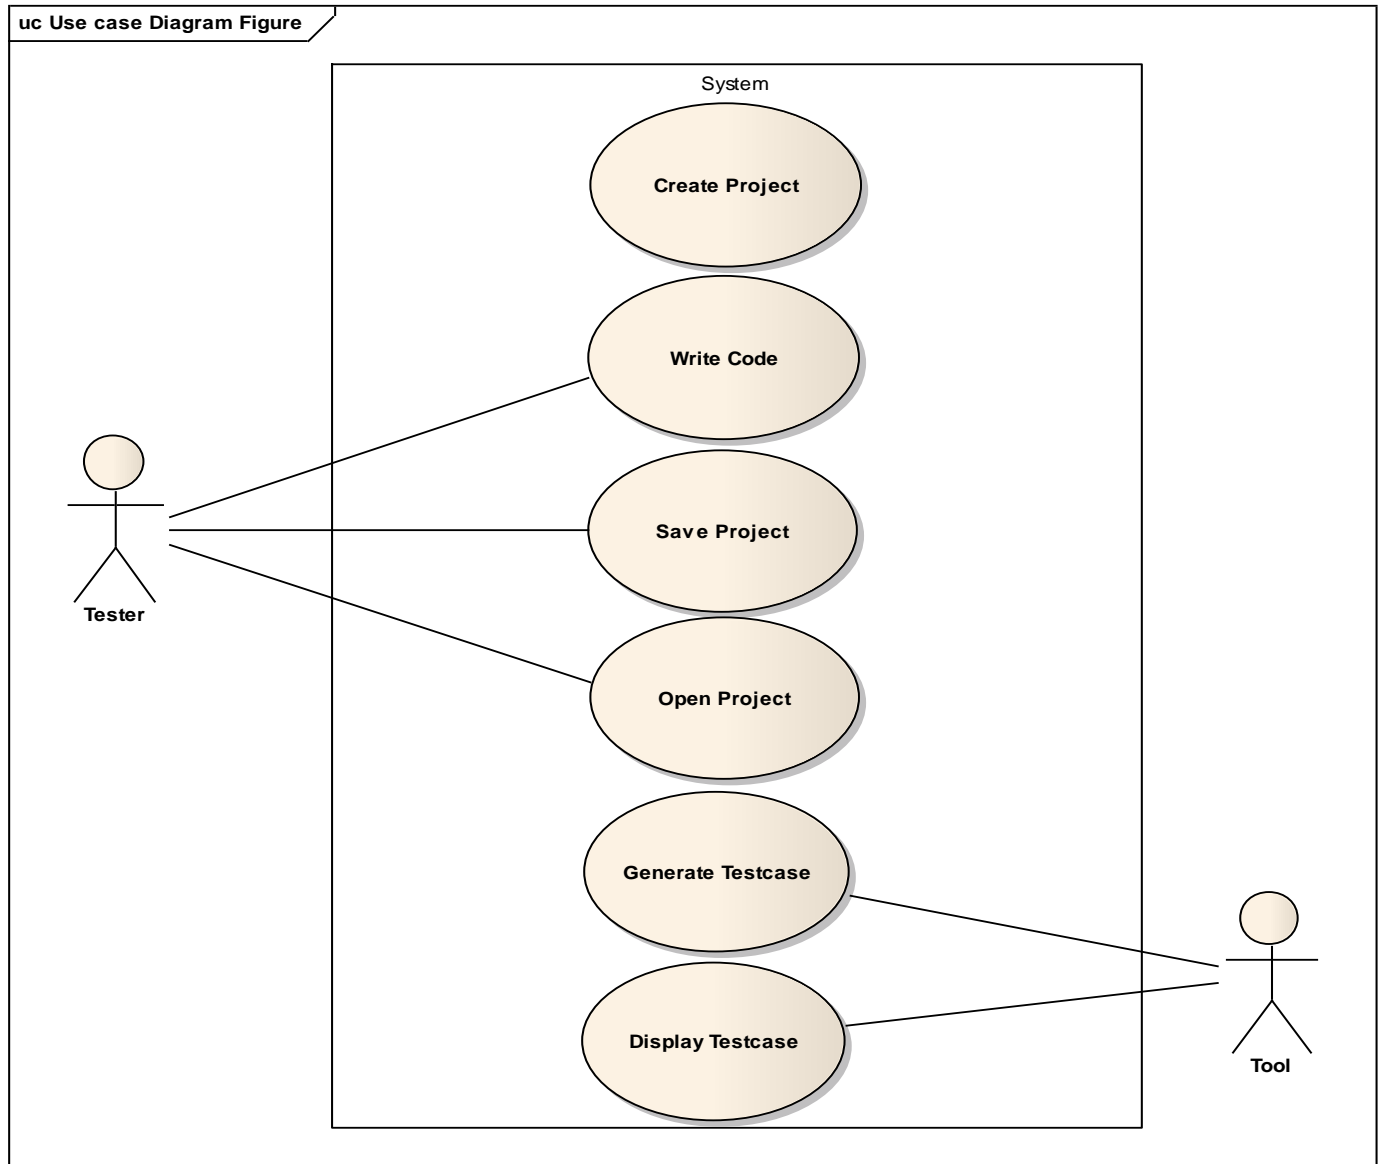 uc Use case Diagram Figure
System
Create Project
Write Code
Save Project
Tester
Open Project
Generate Testcase
Display Testcase
Tool